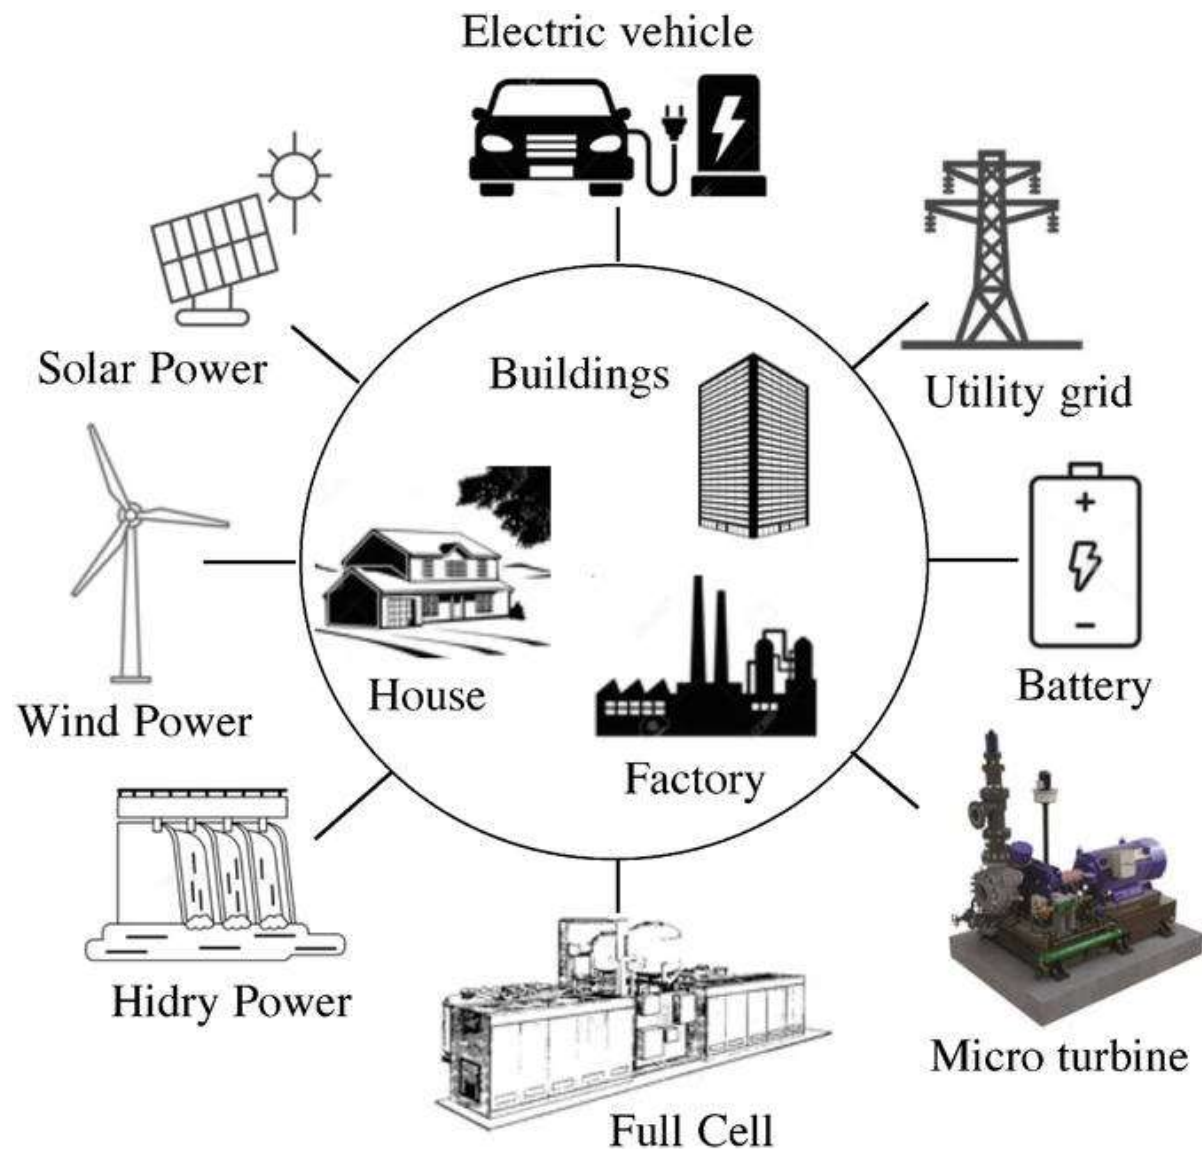 Electric vehicle
Solar Power
Buildings
Utility grid
House
Wind Power
Battery
Factory
Hidry Power
Micro turbine
Full Cell